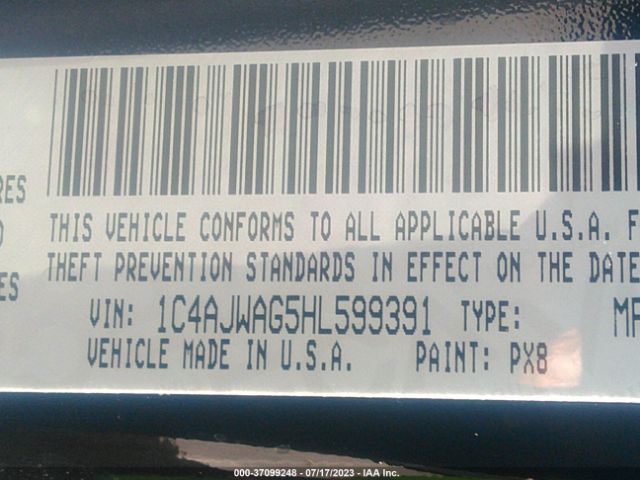 RES
THIS VEHICLE CONFORMS TO ALL APPLICABLE U.S.A. F
THEFT PREVENTION STANDARDS IN EFFECT ON THE DATE
ES
VIN: 1C4AJWAG5HL599391 TYPE:
VEHICLE MADE IN U.S.A. PAINT: PX8
000-37099248 - 07/17/2023 - IAA Inc.